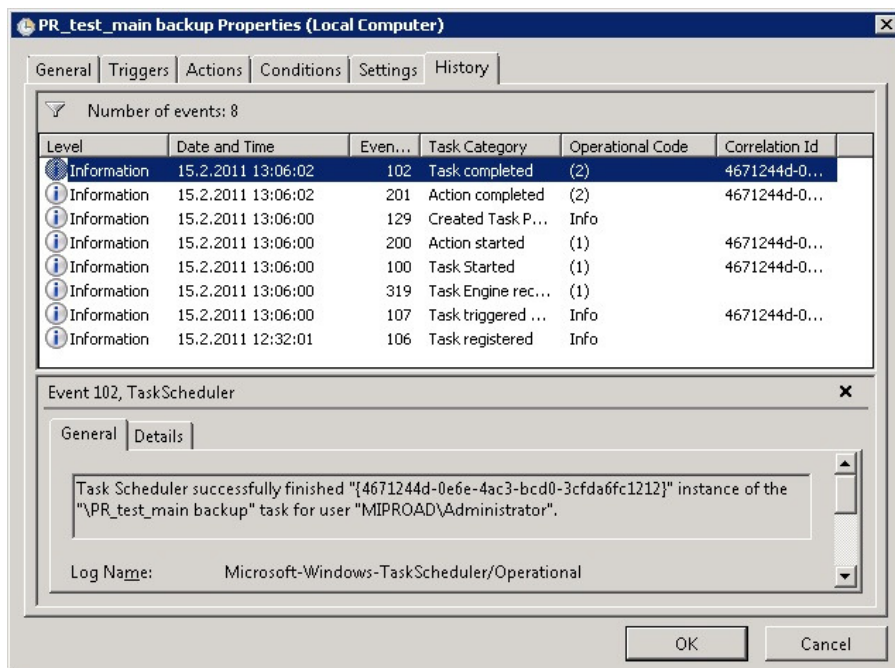 PR_test_main backup Properties (Local Computer)
General Triggers Actions Conditions Settings History
Number of events: 8
Level Date and Time Even... Task Category Operational Code Correlation Id
Information 15.2.2011 13:06:02 102 Task completed (2) 4671244d-0...
Information 15.2.2011 13:06:02 201 Action completed (2) 4671244d-0...
Information 15.2.2011 13:06:00 129 Created Task P... Info
Information 15.2.2011 13:06:00 200 Action started (1) 4671244d-0...
Information 15.2.2011 13:06:00 100 Task Started (1) 4671244d-0...
Information 15.2.2011 13:06:00 319 Task Engine rec... (1)
Information 15.2.2011 13:06:00 107 Task triggered ... Info 4671244d-0...
Information 15.2.2011 12:32:01 106 Task registered Info
Event 102, TaskScheduler
General Details
Task Scheduler successfully finished "{4671244d-0e6e-4ac3-bcd0-3cfda6fc1212}" instance of the
"\PR_test_main backup" task for user "MIPROAD\Administrator".
Log Name: Microsoft-Windows-TaskScheduler/Operational
OK Cancel